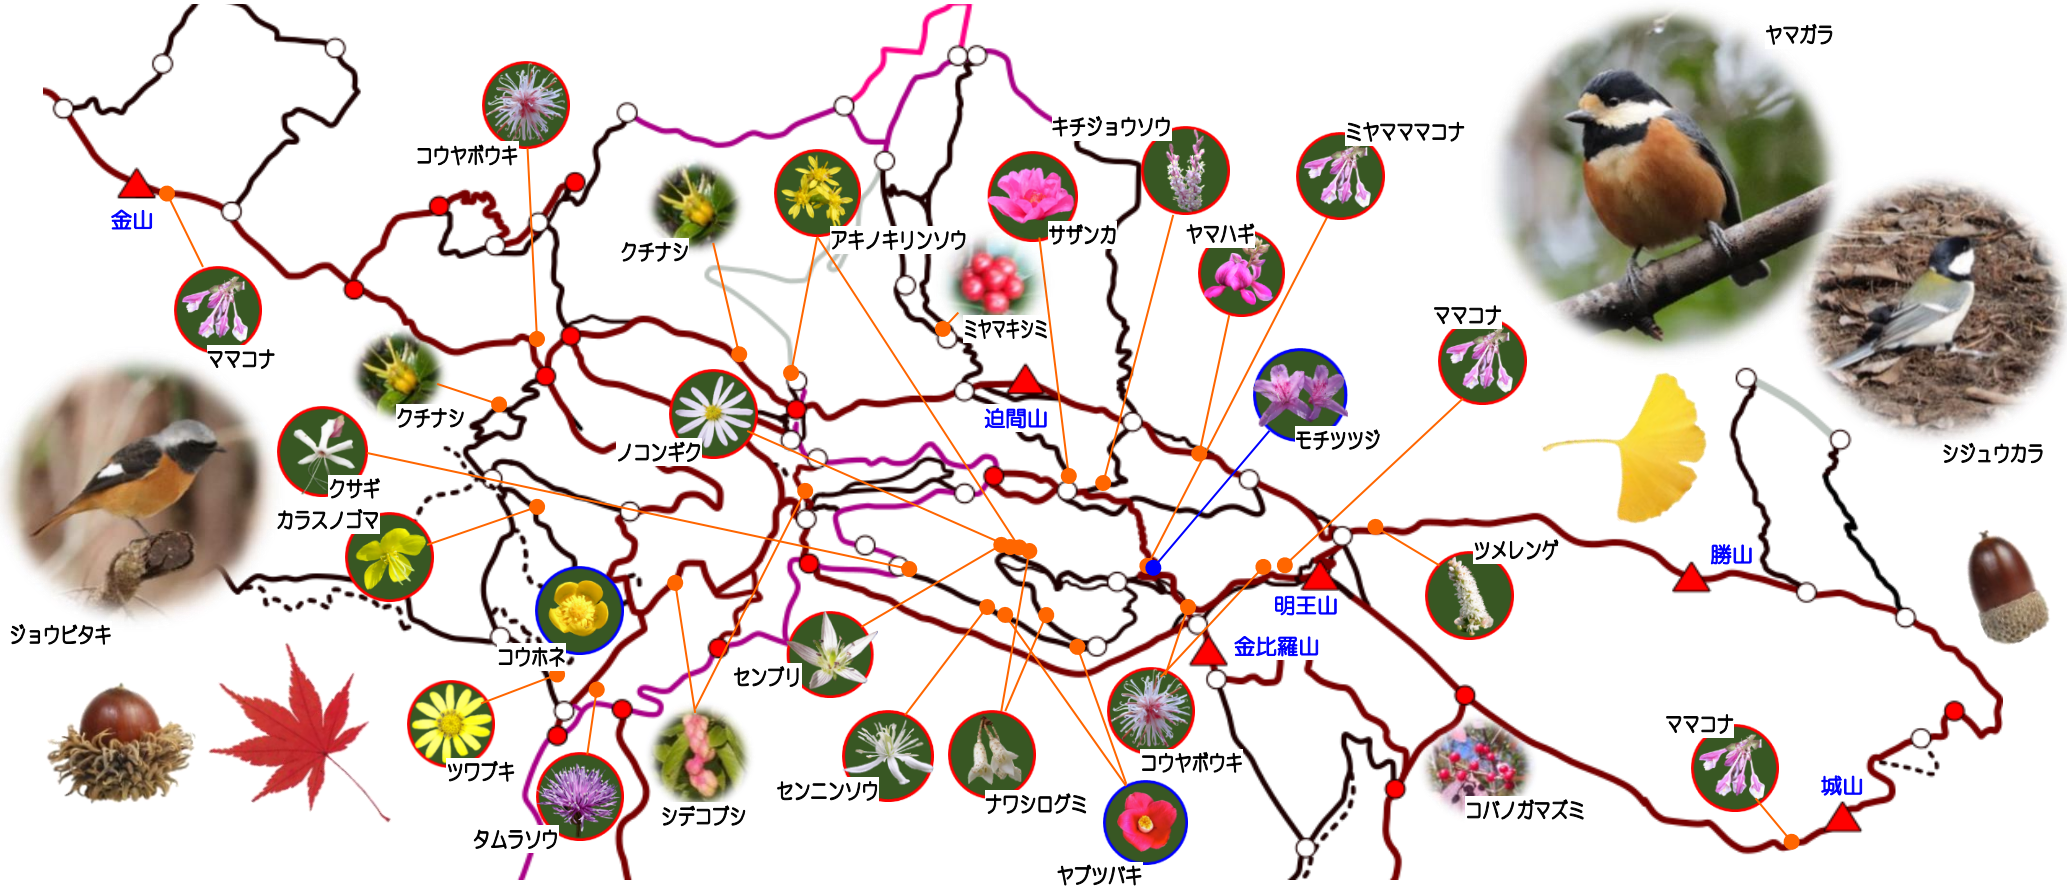 ヤマガラ
キチジョウソウ
ミヤマママコナ
コウヤボウキ
金山
クチナシ
アキノキリンソウ
サザンカ
ヤマハギ
ミヤマキシミ
ママコナ
ママコナ
クチナシ
迫間山
モチツツジ
ノコンギク
シジュウカラ
クサギ
カラスノゴマ
ツメレンゲ
勝山
明王山
ジョウビタキ
コウホネ
金比羅山
センブリ
ママコナ
ツワブキ
コウヤボウキ
城山
センニンソウ
ナワシログミ
シデコブシ
コバノガマズミ
タムラソウ
ヤブツバキ